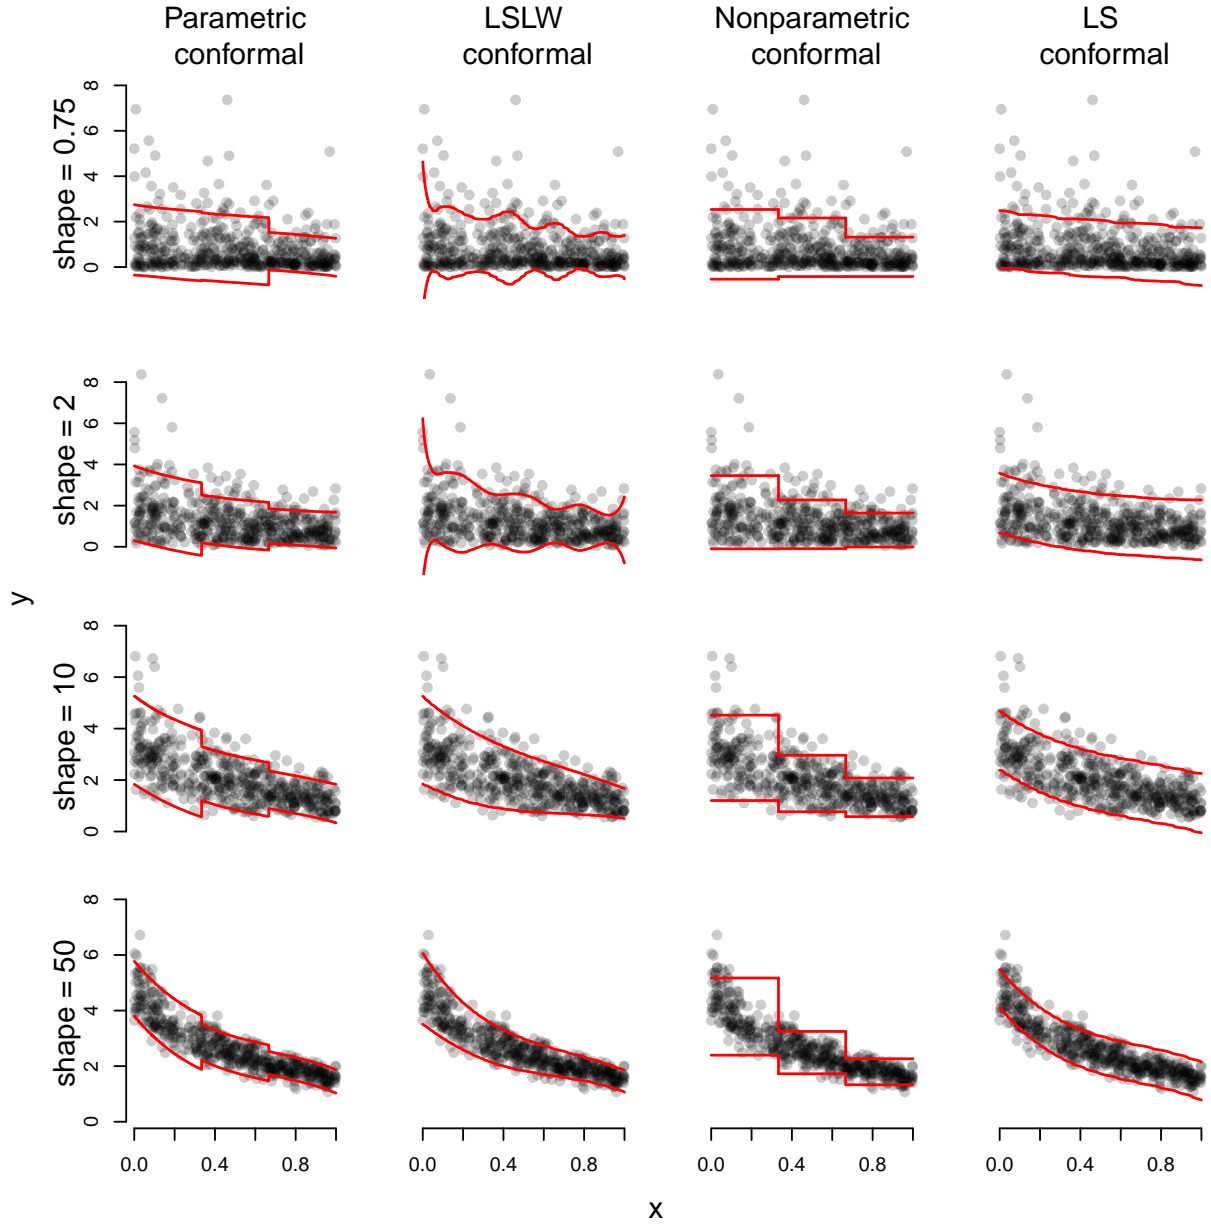 Parametric
conformal
LSLW
conformal
Nonparametric
conformal
LS
conformal
shape = 0.75
0 2 4 6 8
shape = 2
0 2 4 6 8
y
shape = 10
0 2 4 6 8
shape = 50
0 2 4 6 8
0.0 0.4 0.8
0.0 0.4 0.8
0.0 0.4 0.8
0.0 0.4 0.8
x